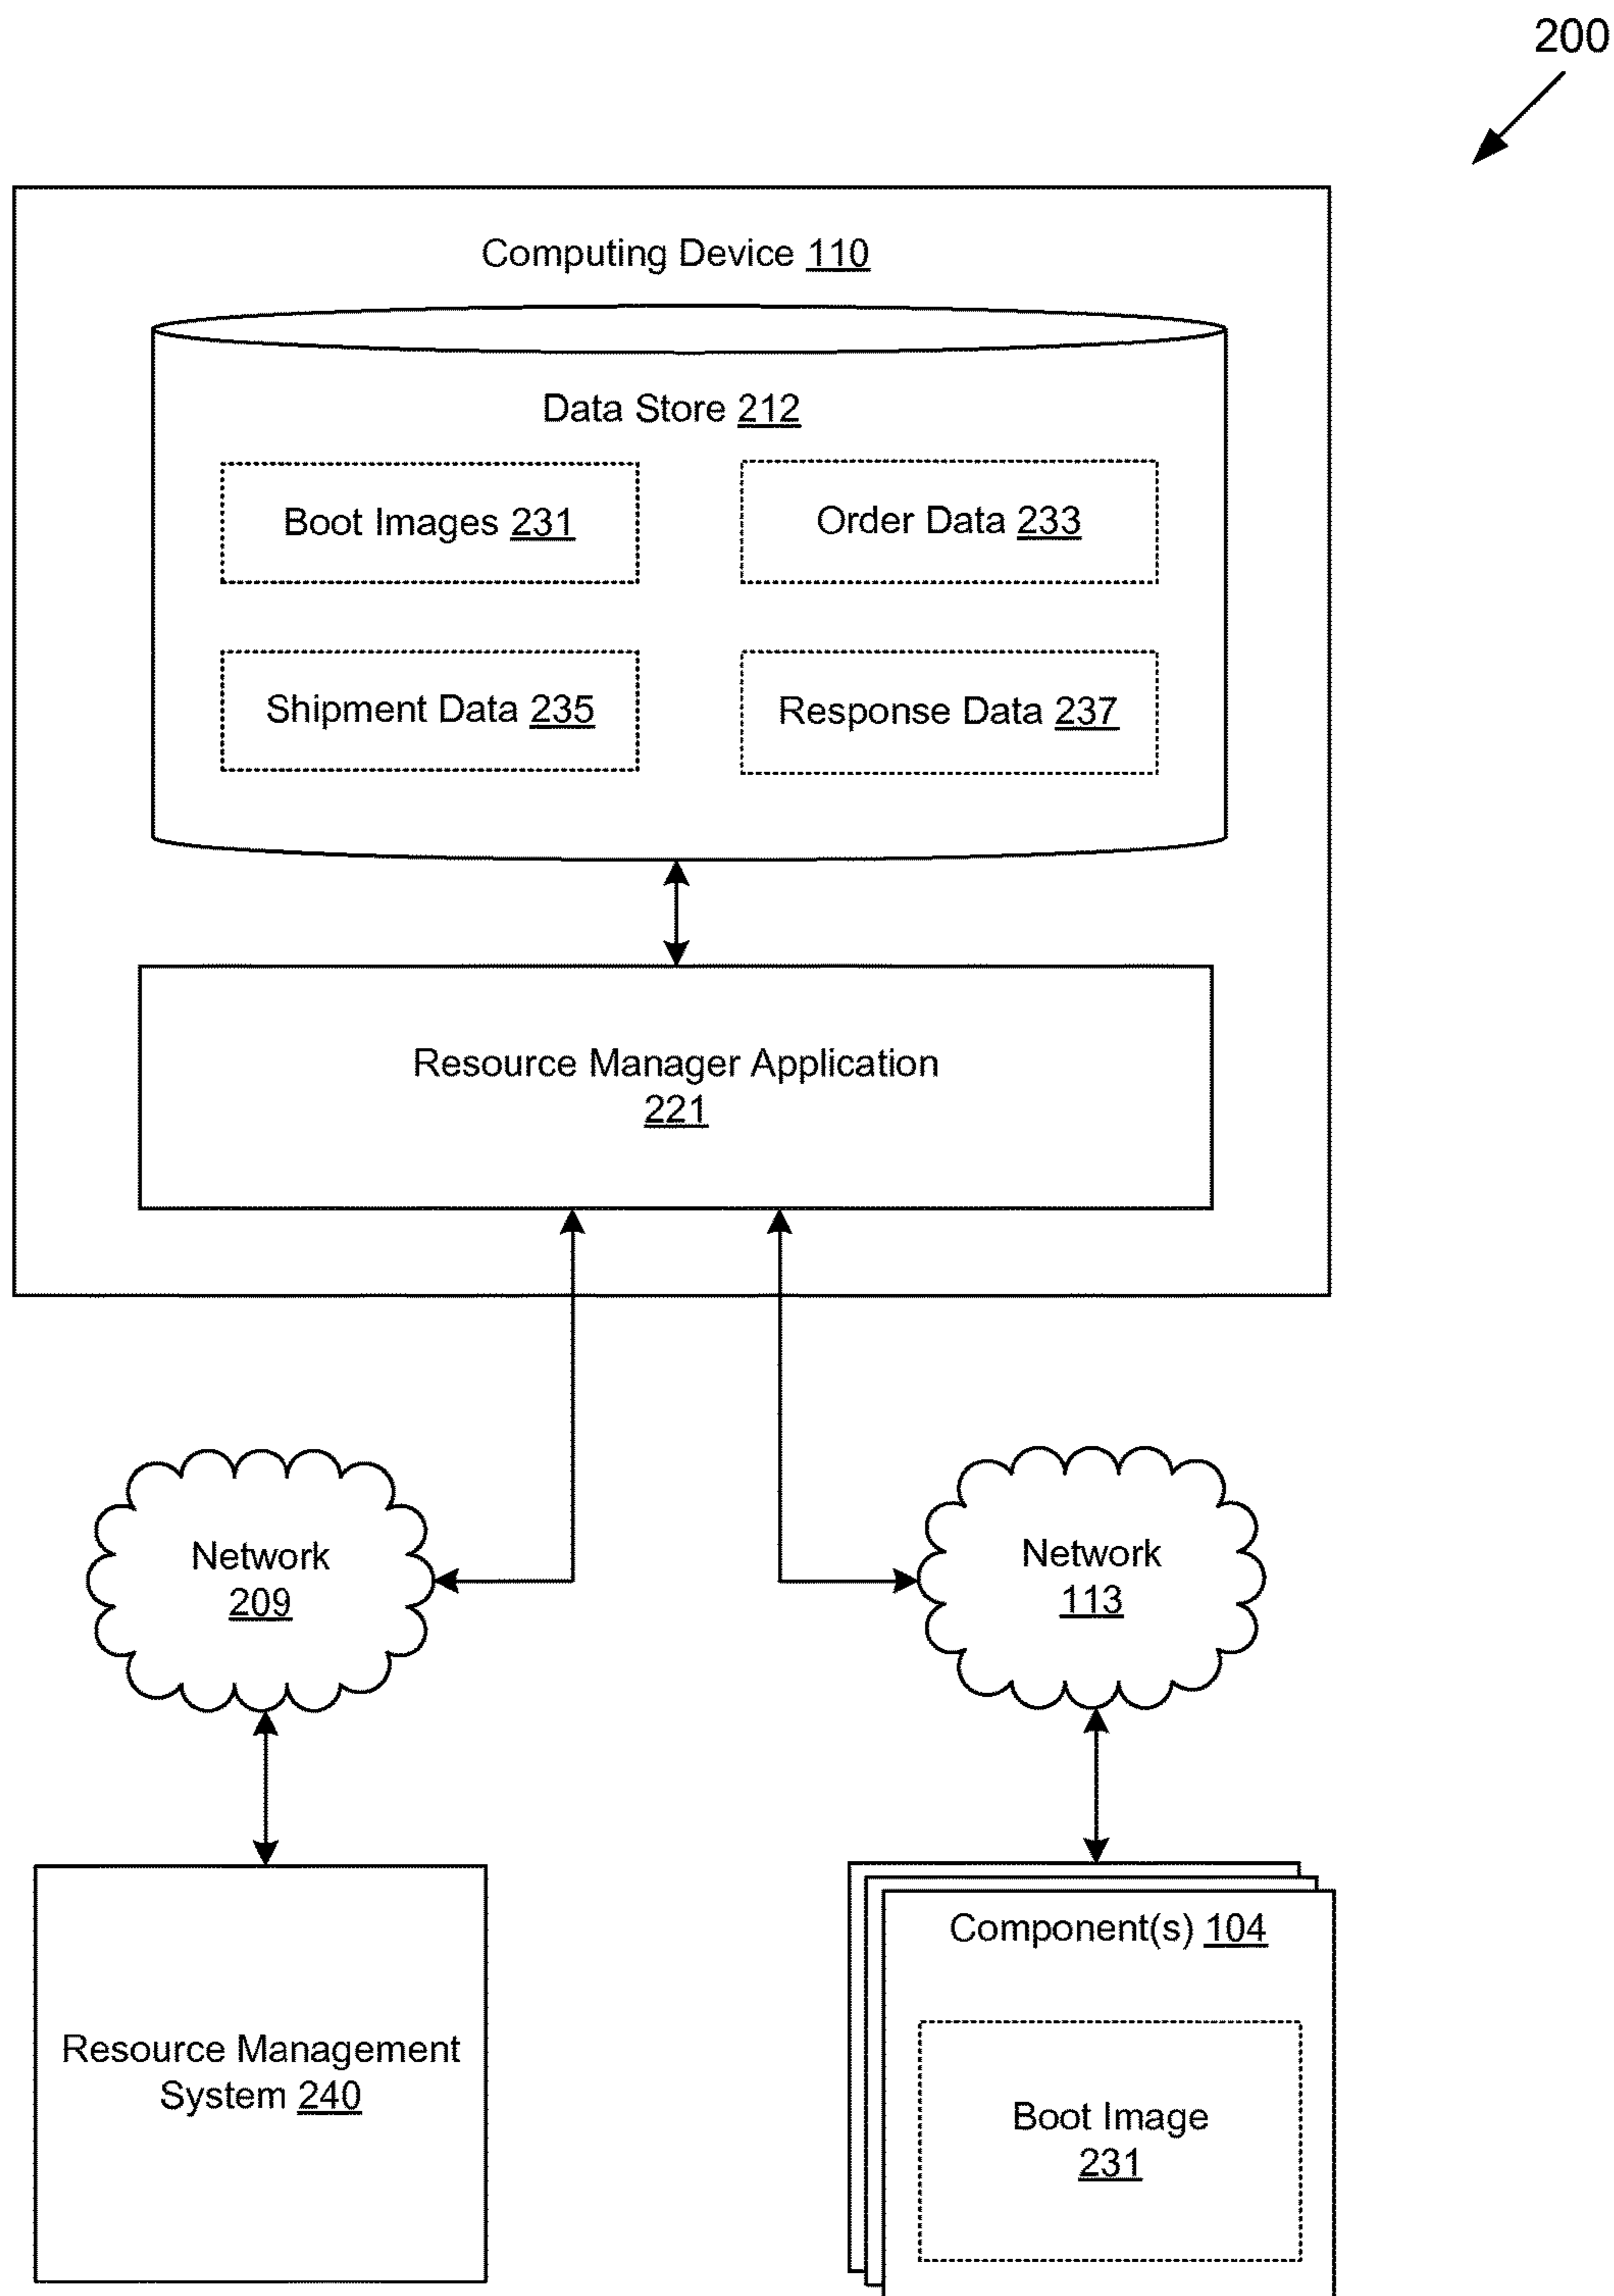 200
Computing Device 110
Data Store 212
Boot Images 231
Order Data 233
Shipment Data 235
Response Data 237
Resource Manager Application
221
Network
209
Network
113
Resource Management
System 240
Component(s) 104
Boot Image
231